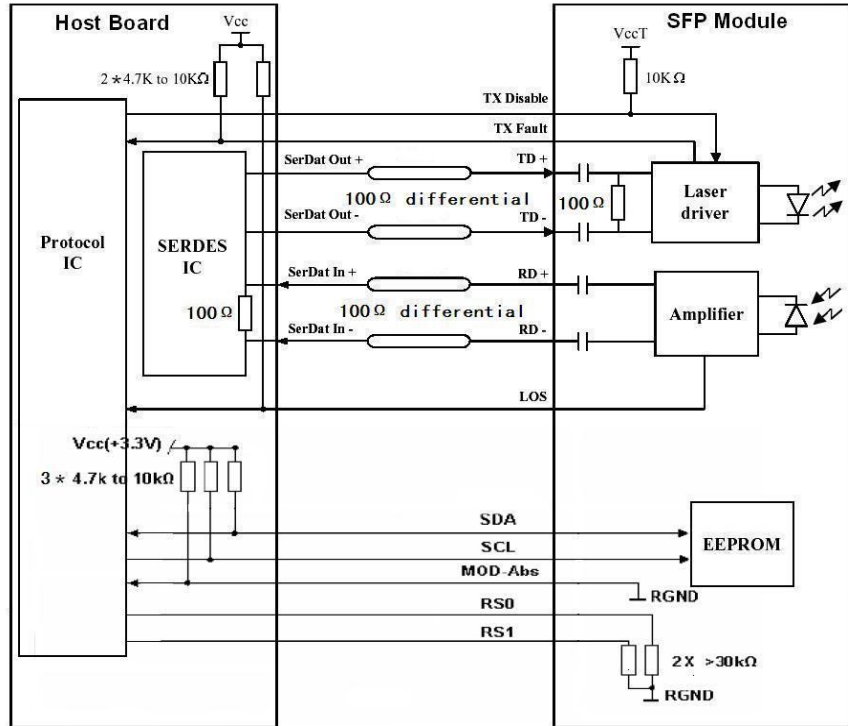 Host Board
Vcc
SFP Module
VccT
2*4.7K to 10KΩ
10K Ω
TX Disable
TX Fault
SerDat Out +
TD +
100Ω differential
100Ω
Laser
driver
SerDat Out -
TD -
Protocol
IC
SERDES
IC
SerDat In +
RD +
100Ω
100Ω differential
Amplifier
SerDat In -
RD -
LOS
Vcc(+3.3V)
3 * 4.7k to 10kΩ
SDA
SCL
EEPROM
MOD-Abs
RGND
RS0
RS1
2X >30kΩ
RGND